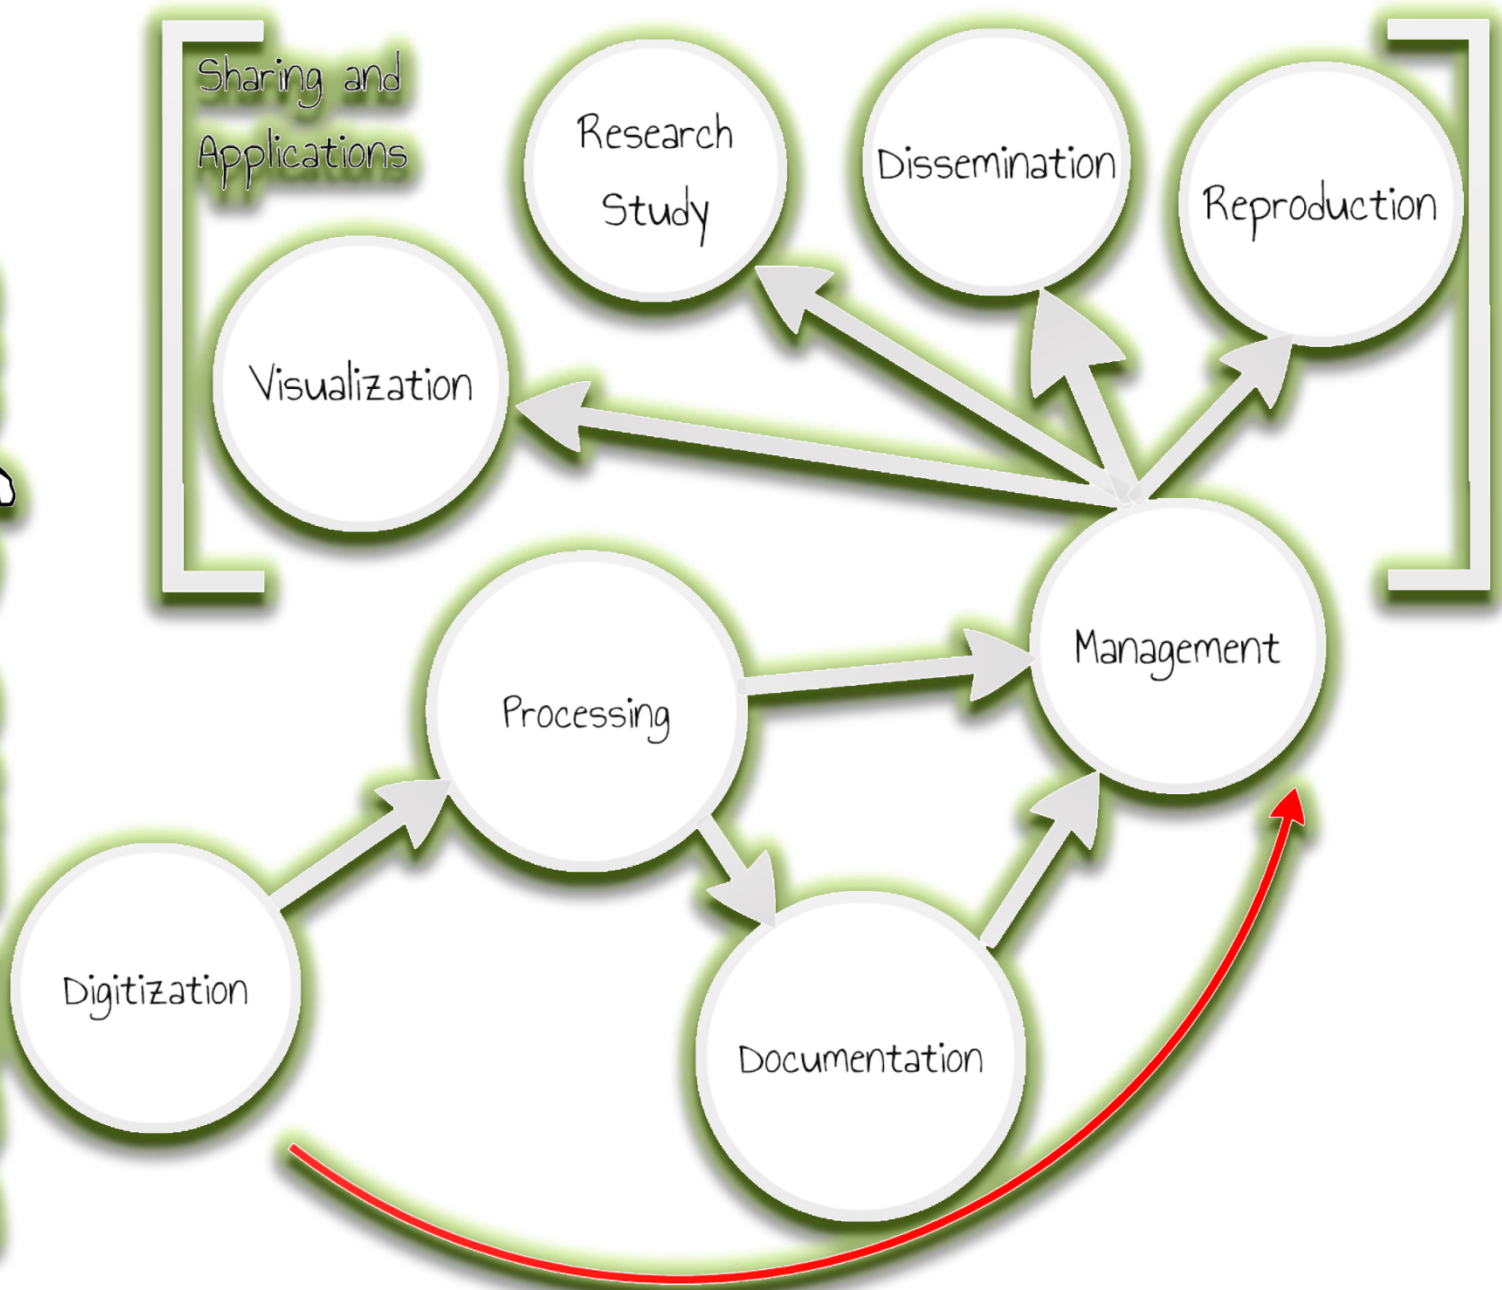 Sharing and
Applications
Research
Study
Dissemination
Reproduction
Visualization
Management
Processing
Digitization
Documentation